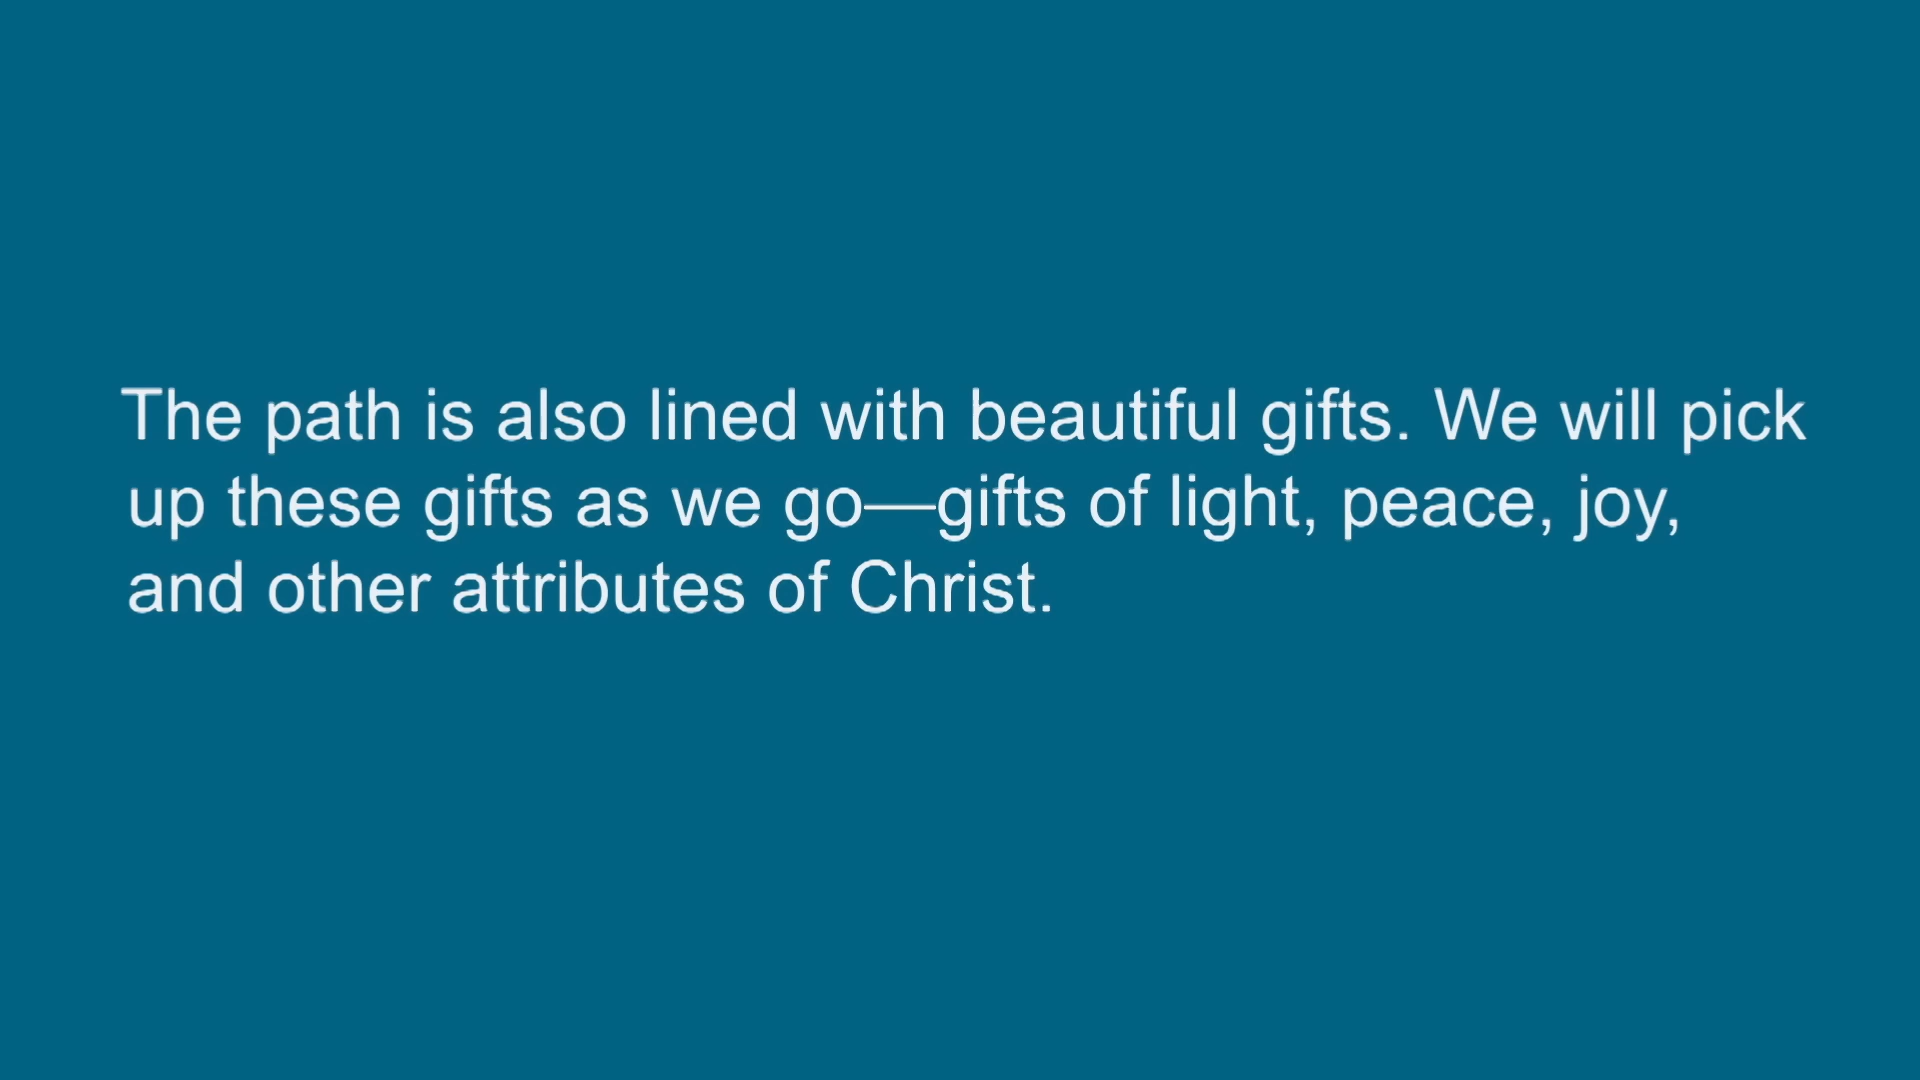 The path is also lined with beautiful gifts. We will pick
up these gifts as we go—gifts of light, peace, joy,
and other attributes of Christ.